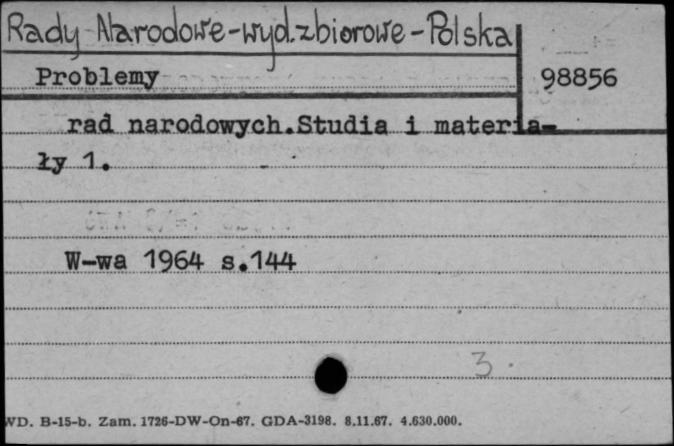 Rady Narodowe-wyd.zbiorowe-Polska
Problemy
98856
rad narodowych.Studia i materia-
ły 1.
W-wa 1964 s.144
3.
WD. B-15-b. Zam. 1726-DW-On-67. GDA-3198. 8.11.67. 4.630.000.